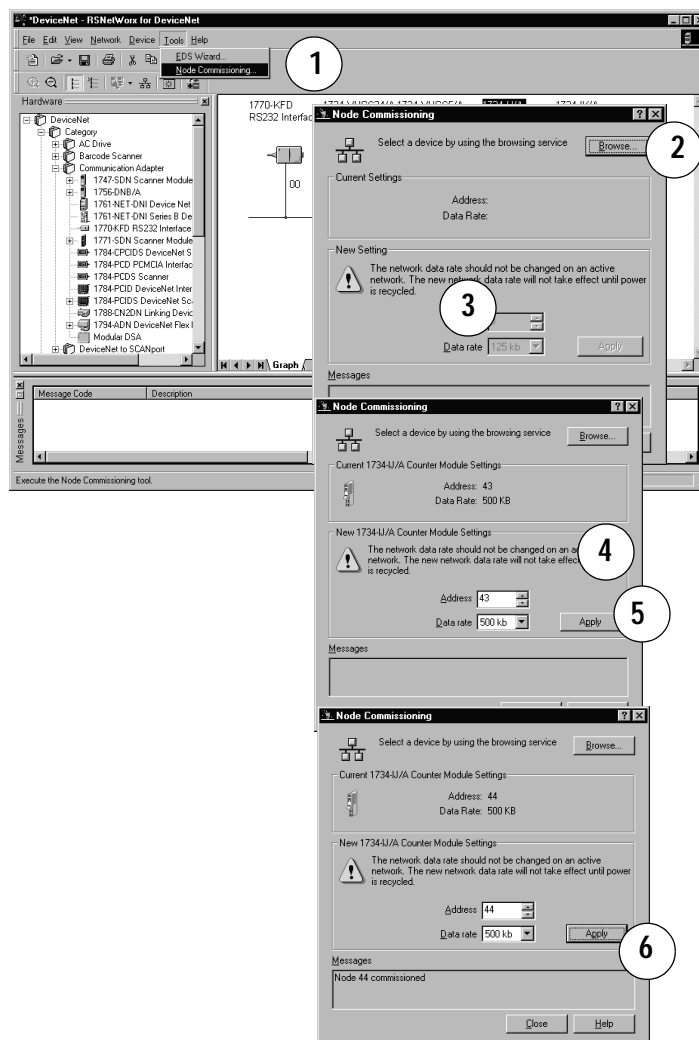 *DeviceNet - RSNetWorx for DeviceNet
File Edit View Network Device Tools Help
EDS Wizard...
Node Commissioning...
1
Hardware
DeviceNet
Category
AC Drive
Barcode Scanner
Communication Adapter
1747-SDN Scanner Module
1756-DNB/A
1761-NET-DNI Device Net
1761-NET-DNI Series B De
1770-KFD RS232 Interface
1771-SDN Scanner Module
1784-CPCIDS DeviceNet S
1784-PCD PCMCIA Interfac
1784-PCDS Scanner
1784-PCID DeviceNet Inter
1784-PCIDS DeviceNet Sc
1788-CN2DN Linking Devic
1794-ADN DeviceNet Flex I
Modular DSA
DeviceNet to SCANport
1770-KFD
RS232 Interfac
00
Graph
Messages
Message Code Description
Execute the Node Commissioning tool.
Node Commissioning
Select a device by using the browsing service
Browse...
2
Current Settings
Address:
Data Rate:
New Setting
The network data rate should not be changed on an active
network. The new network data rate will not take effect until power
is recycled.
3
Data rate 125 kb
Apply
Messages
Node Commissioning
Select a device by using the browsing service
Browse...
Current 1734-IJ/A Counter Module Settings
Address: 43
Data Rate: 500 KB
New 1734-IJ/A Counter Module Settings
The network data rate should not be changed on an a
network. The new network data rate will not take effect
is recycled.
4
Address 43
Data rate 500 kb
Apply
5
Messages
Node Commissioning
Select a device by using the browsing service
Browse...
Current 1734-IJ/A Counter Module Settings
Address: 44
Data Rate: 500 KB
New 1734-IJ/A Counter Module Settings
The network data rate should not be changed on an active
network. The new network data rate will not take effect until power
is recycled.
Address 44
Data rate 500 kb
Apply
6
Messages
Node 44 commissioned
Close Help